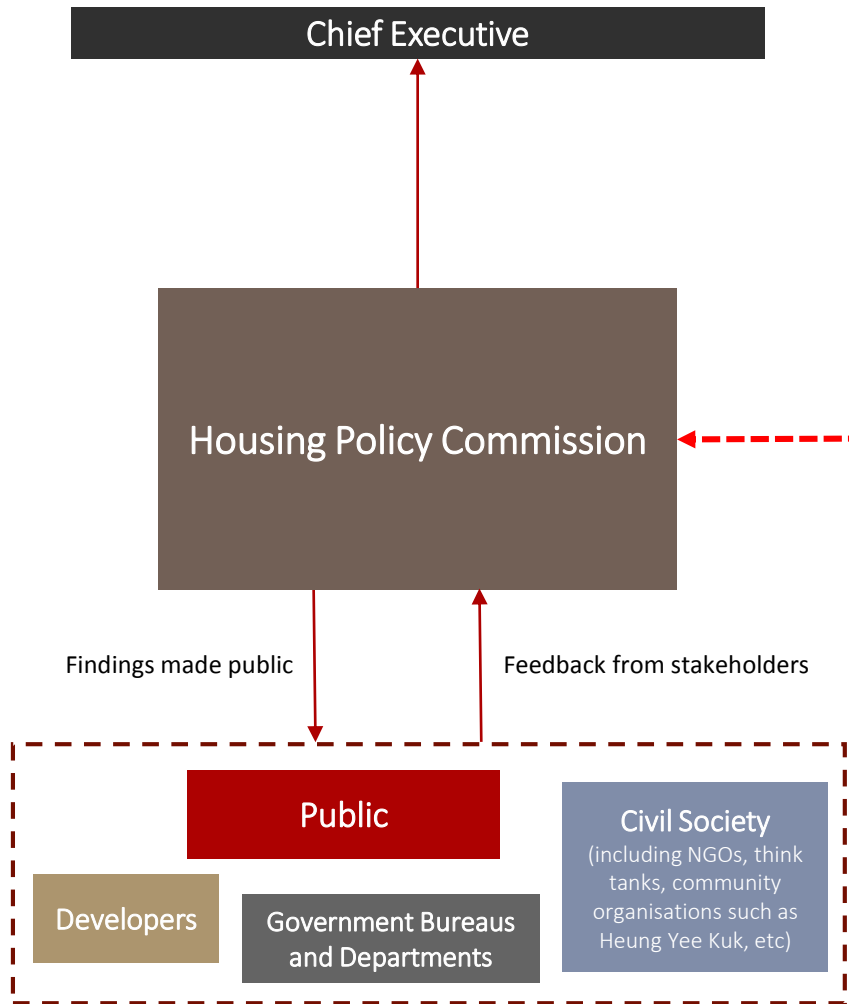 Chief Executive
Housing Policy Commission
Findings made public
Feedback from stakeholders
Public
Civil Society
(including NGOs, think
tanks, community
organisations such as
Heung Yee Kuk, etc)
Developers
Government Bureaus
and Departments